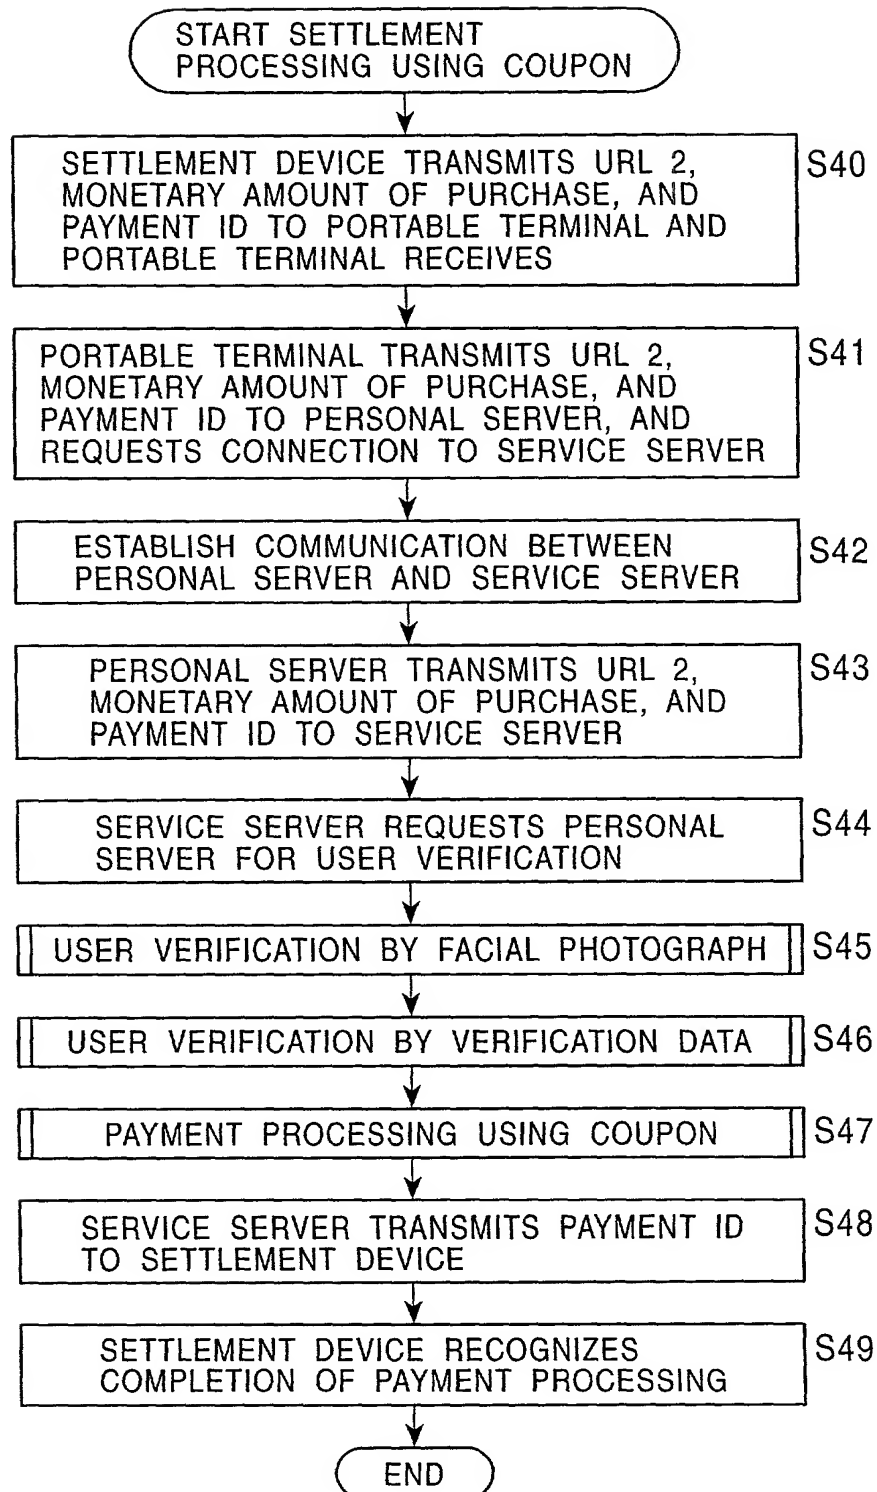 START SETTLEMENT
PROCESSING USING COUPON
SETTLEMENT DEVICE TRANSMITS URL 2,
MONETARY AMOUNT OF PURCHASE, AND
PAYMENT ID TO PORTABLE TERMINAL AND
PORTABLE TERMINAL RECEIVES
S40
PORTABLE TERMINAL TRANSMITS URL 2,
MONETARY AMOUNT OF PURCHASE, AND
PAYMENT ID TO PERSONAL SERVER, AND
REQUESTS CONNECTION TO SERVICE SERVER
S41
ESTABLISH COMMUNICATION BETWEEN
PERSONAL SERVER AND SERVICE SERVER
S42
PERSONAL SERVER TRANSMITS URL 2,
MONETARY AMOUNT OF PURCHASE, AND
PAYMENT ID TO SERVICE SERVER
S43
SERVICE SERVER REQUESTS PERSONAL
SERVER FOR USER VERIFICATION
S44
USER VERIFICATION BY FACIAL PHOTOGRAPH
S45
USER VERIFICATION BY VERIFICATION DATA
S46
PAYMENT PROCESSING USING COUPON
S47
SERVICE SERVER TRANSMITS PAYMENT ID
TO SETTLEMENT DEVICE
S48
SETTLEMENT DEVICE RECOGNIZES
COMPLETION OF PAYMENT PROCESSING
S49
END